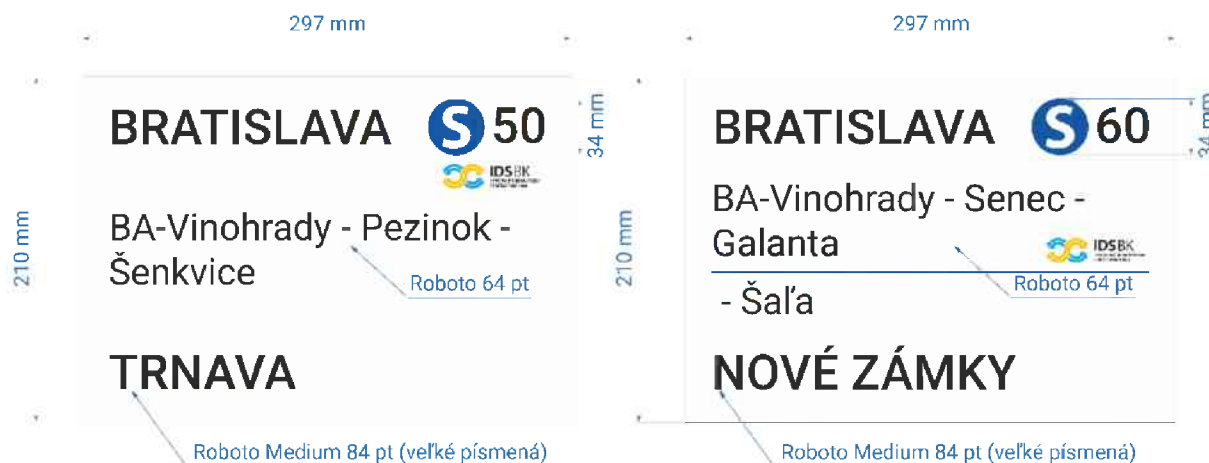 297 mm
BRATISLAVA S 50
34 mm
IDSBK
210 mm
BA-Vinohrady - Pezinok -
Šenkvice
Roboto 64 pt
TRNAVA
Roboto Medium 84 pt (veľké písmená)
297 mm
BRATISLAVA S 60
34 mm
210 mm
BA-Vinohrady - Senec -
Galanta
IDSBK
Roboto 64 pt
- Šaľa
NOVÉ ZÁMKY
Roboto Medium 84 pt (veľké písmená)